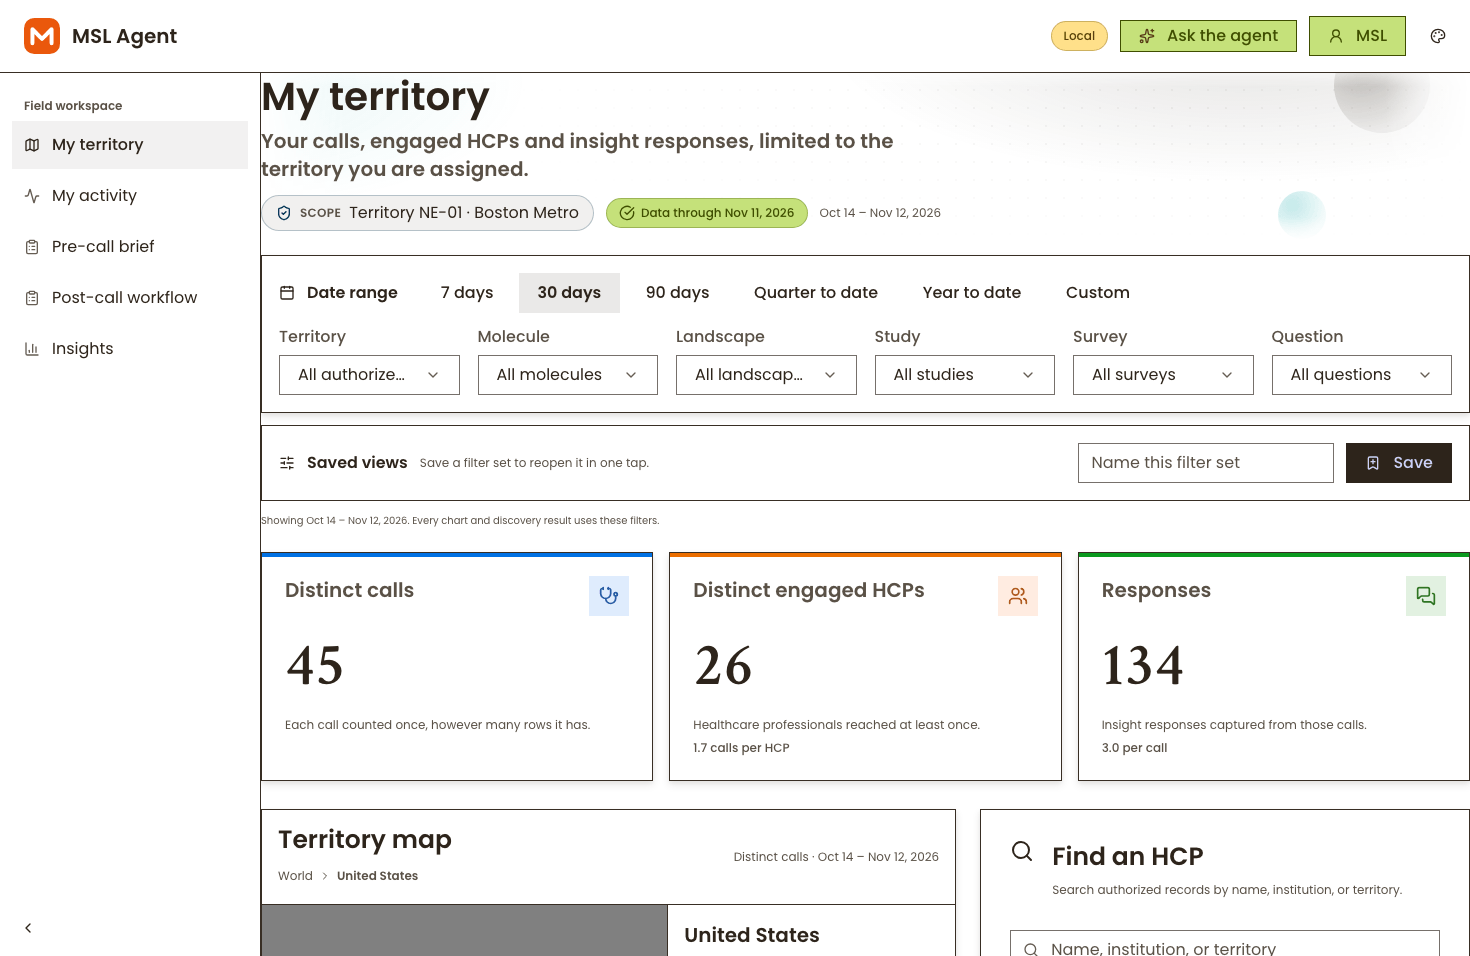 MSL Agent
Local
Ask the agent
MSL
Field workspace
My territory
My activity
Pre-call brief
Post-call workflow
Insights
My territory
Your calls, engaged HCPs and insight responses, limited to the
territory you are assigned.
SCOPE Territory NE-01 · Boston Metro
Data through Nov 11, 2026
Oct 14 – Nov 12, 2026
Date range
7 days
30 days
90 days
Quarter to date
Year to date
Custom
Territory
Molecule
Landscape
Study
Survey
Question
All authorize...
All molecules
All landscap...
All studies
All surveys
All questions
Saved views
Save a filter set to reopen it in one tap.
Name this filter set
Save
Showing Oct 14 – Nov 12, 2026. Every chart and discovery result uses these filters.
Distinct calls
45
Each call counted once, however many rows it has.
Distinct engaged HCPs
26
Healthcare professionals reached at least once.
1.7 calls per HCP
Responses
134
Insight responses captured from those calls.
3.0 per call
Territory map
World > United States
Distinct calls · Oct 14 – Nov 12, 2026
United States
Find an HCP
Search authorized records by name, institution, or territory.
Name, institution, or territory